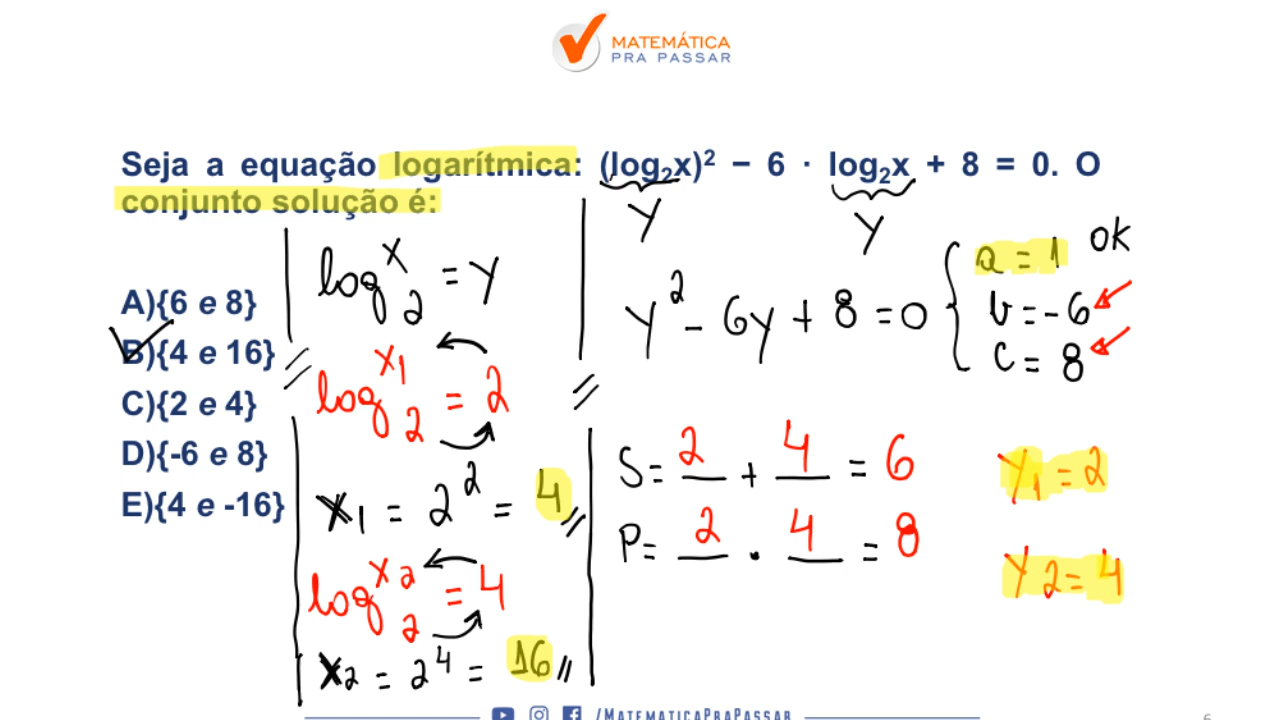 MATEMÁTICA
PRA PASSAR
Seja a equação logarítmica: (log₂x)² − 6 · log₂x + 8 = 0. O
conjunto solução é:
Y
Y
A){6 e 8}
B){4 e 16}
C){2 e 4}
D){-6 e 8}
E){4 e -16}
log₂ˣ = Y
log₂ˣ¹ = 2
X₁ = 2² = 4
log₂ˣ² = 4
X₂ = 2⁴ = 16
Y² - 6Y + 8 = 0
a = 1 ok
b = -6
c = 8
S = 2 + 4 = 6
P = 2 . 4 = 8
Y₁ = 2
Y₂ = 4
/MATEMATICAPRAPASSAR
6